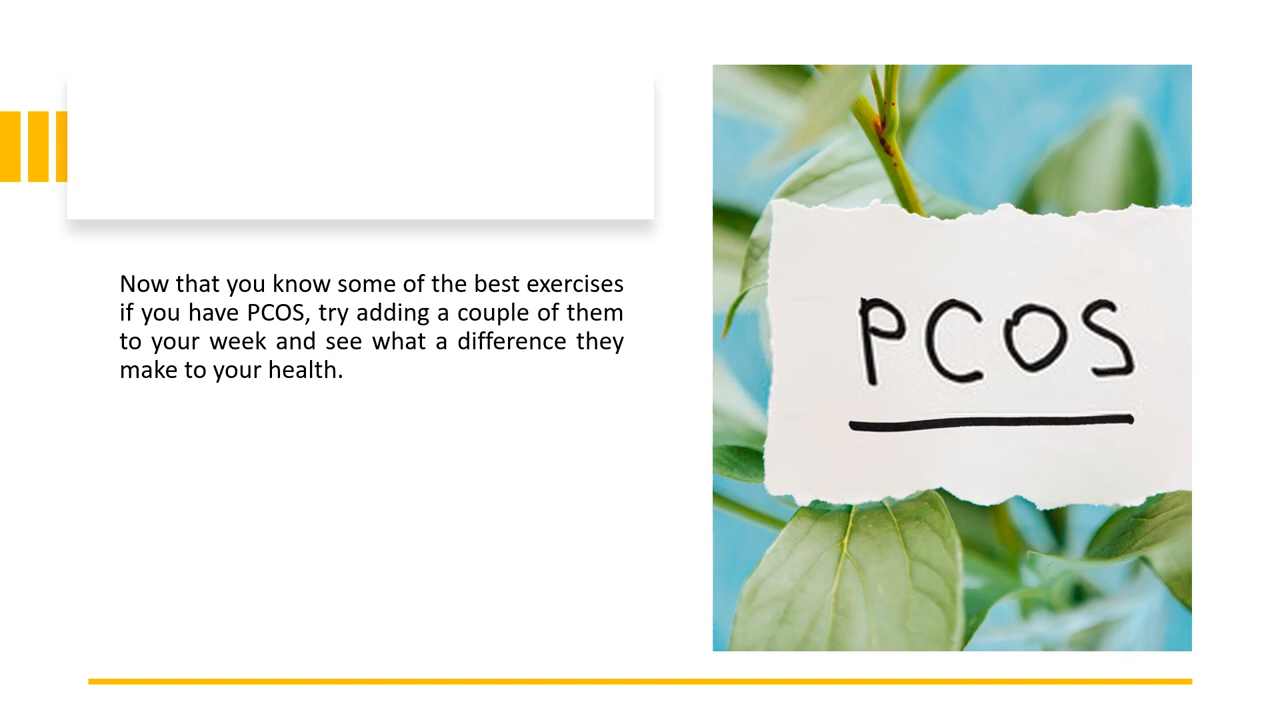 Now that you know some of the best exercises
if you have PCOS, try adding a couple of them
to your week and see what a difference they
make to your health.
PCOS